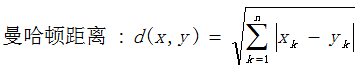 曼哈顿距离 : d(x, y) = √(∑_{k=1}^{n} |x_k − y_k|)